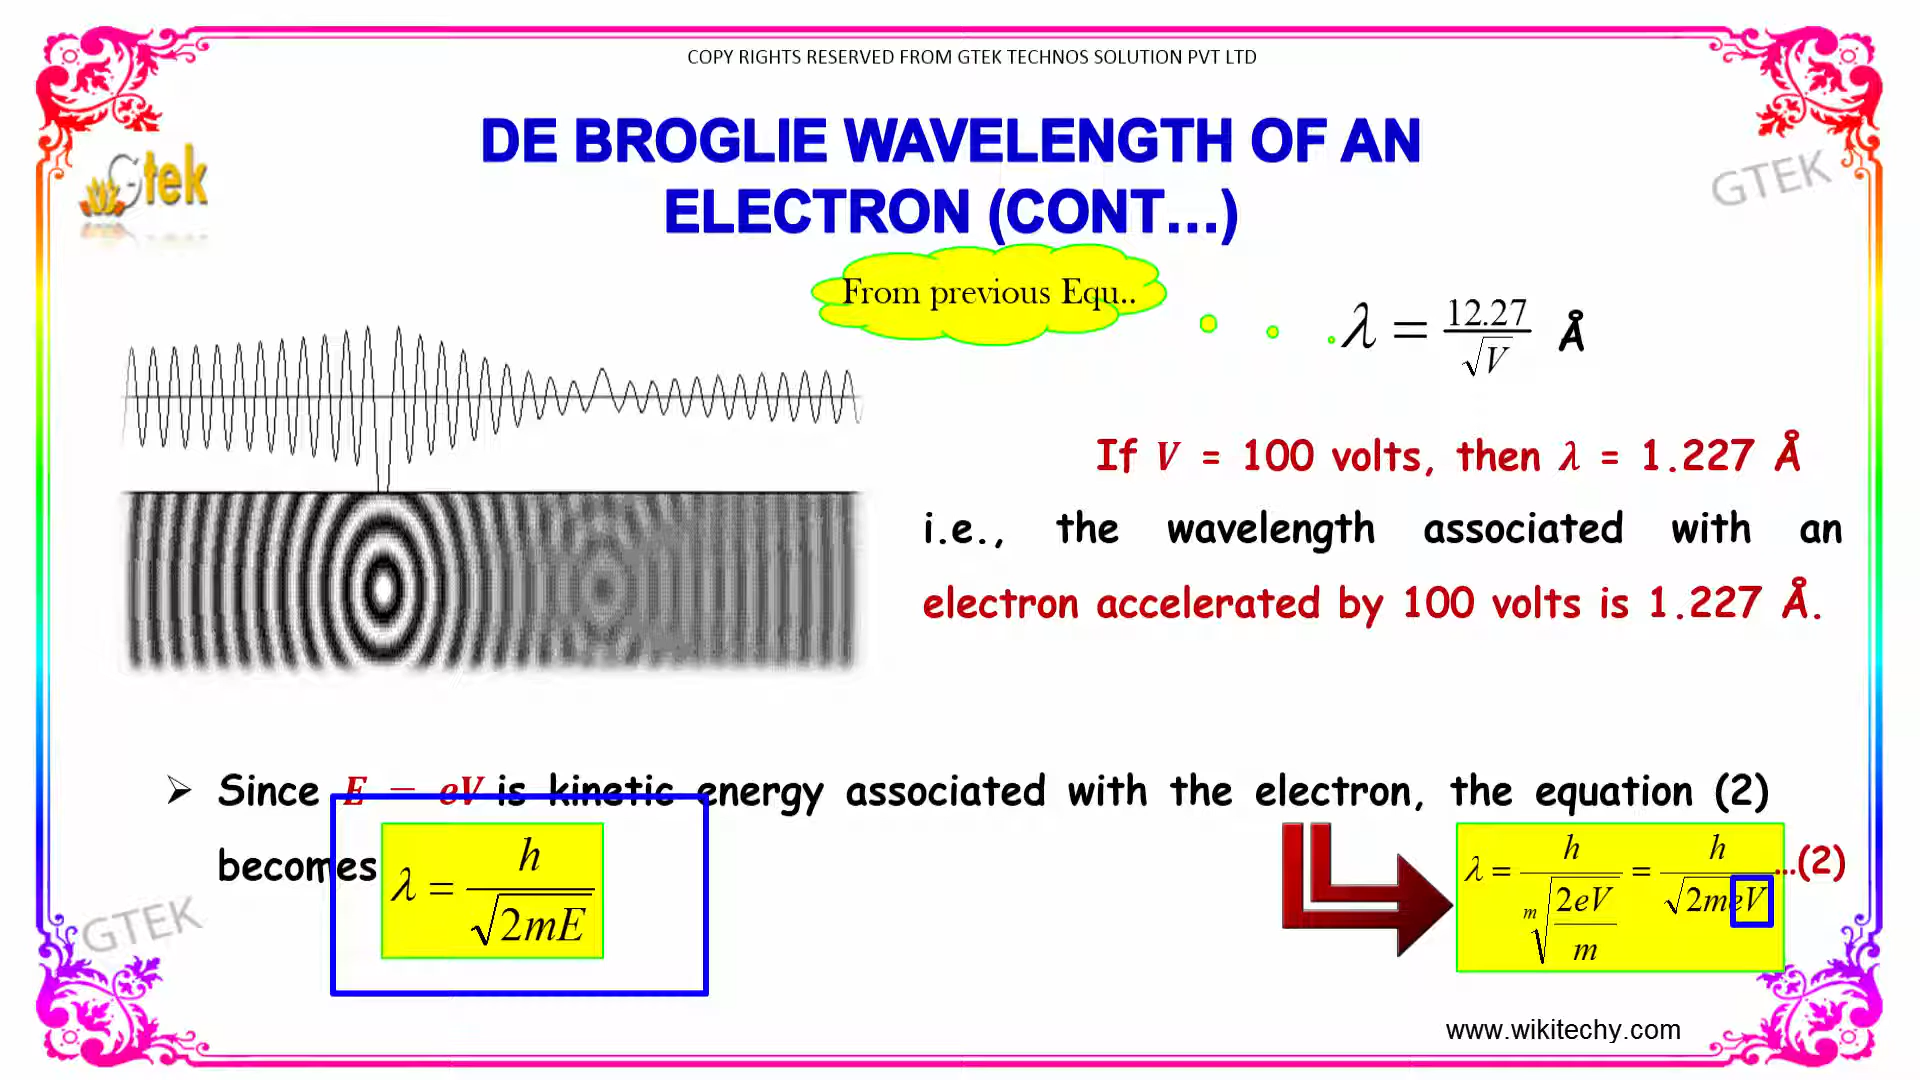 COPY RIGHTS RESERVED FROM GTEK TECHNOS SOLUTION PVT LTD
DE BROGLIE WAVELENGTH OF AN
ELECTRON (CONT...)
Gtek
GTEK
From previous Equ..
λ = 12.27/√V Å
If V = 100 volts, then λ = 1.227 Å
i.e., the wavelength associated with an
electron accelerated by 100 volts is 1.227 Å.
➢ Since E = eV is kinetic energy associated with the electron, the equation (2)
becomes λ = h/√2mE
λ = h/m√2eV/m = h/√2meV ...(2)
GTEK
www.wikitechy.com